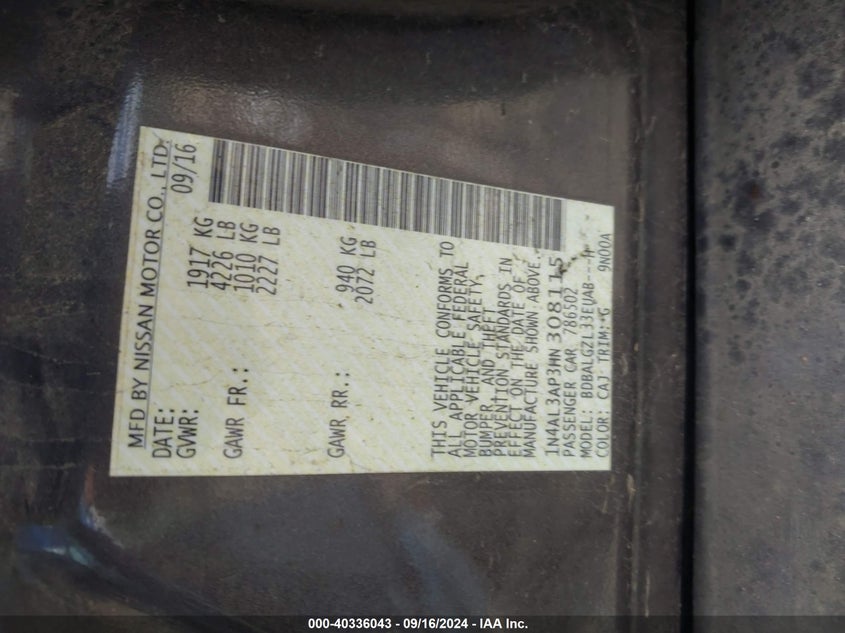 MFD BY NISSAN MOTOR CO., LTD.
DATE: 09/16
GVWR: 1917 KG
4226 LB
GAWR FR.: 1010 KG
2227 LB
GAWR RR.: 940 KG
2072 LB
THIS VEHICLE CONFORMS TO
ALL APPLICABLE FEDERAL
MOTOR VEHICLE SAFETY,
BUMPER, AND THEFT
PREVENTION STANDARDS IN
EFFECT ON THE DATE OF
MANUFACTURE SHOWN ABOVE.
1N4AL3AP3HN308115
PASSENGER CAR 786502
MODEL: BDBALGZL33EUAB---H
COLOR: CAJ TRIM: G 9N00A
000-40336043 - 09/16/2024 - IAA Inc.